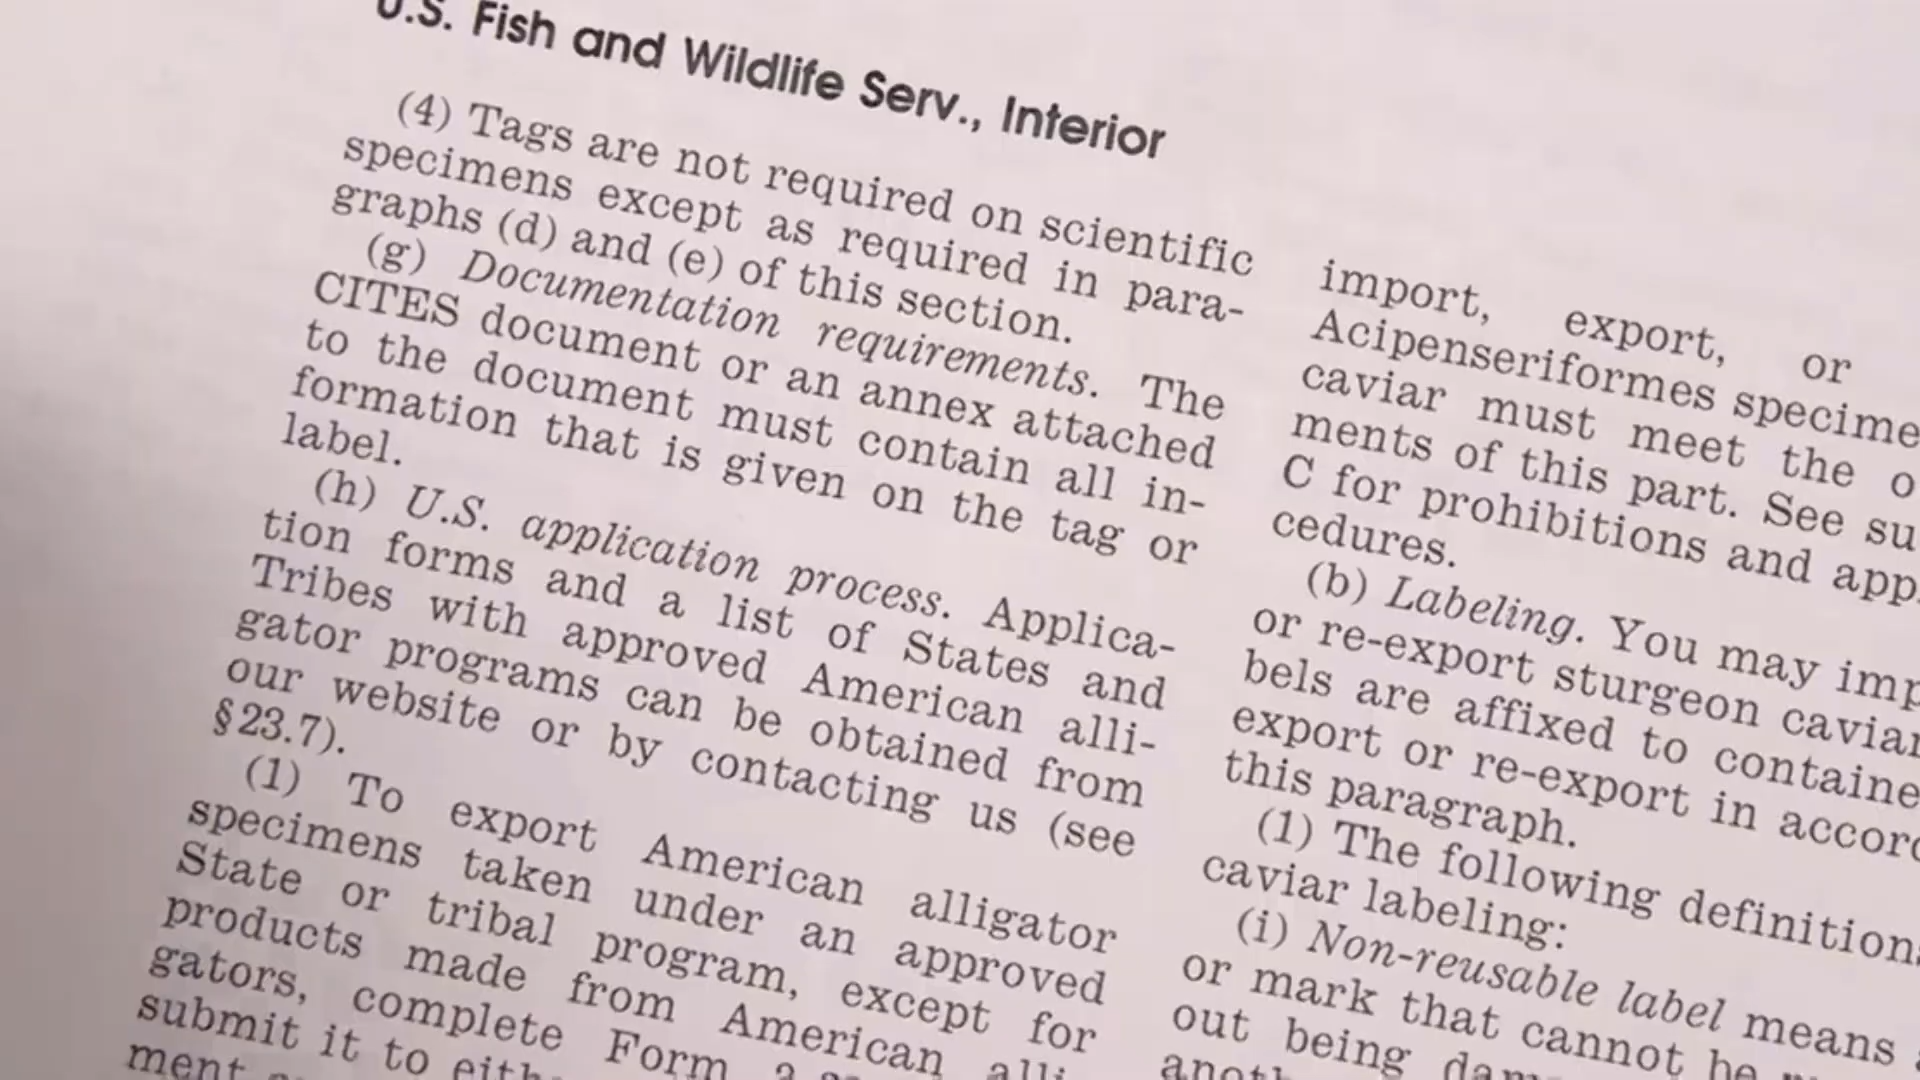 U.S. Fish and Wildlife Serv., Interior
(4) Tags are not required on scientific
specimens except as required in para-
graphs (d) and (e) of this section.
(g) Documentation requirements. The
CITES document or an annex attached
to the document must contain all in-
formation that is given on the tag or
label.
(h) U.S. application process. Applica-
tion forms and a list of States and
Tribes with approved American alli-
gator programs can be obtained from
our website or by contacting us (see
§23.7).
(1) To export American alligator
specimens taken under an approved
State or tribal program, except for
products made from American alli
gators, complete Form
submit it to
ment
import, export, or
Acipenseriformes
caviar must meet the
ments of this part. See
C for prohibitions and
cedures.
(b) Labeling. You may
or re-export sturgeon caviar
bels are affixed to
export or re-export in
this paragraph.
(1) The following
caviar labeling:
(i) Non-reusable label means
or mark that cannot be
out being